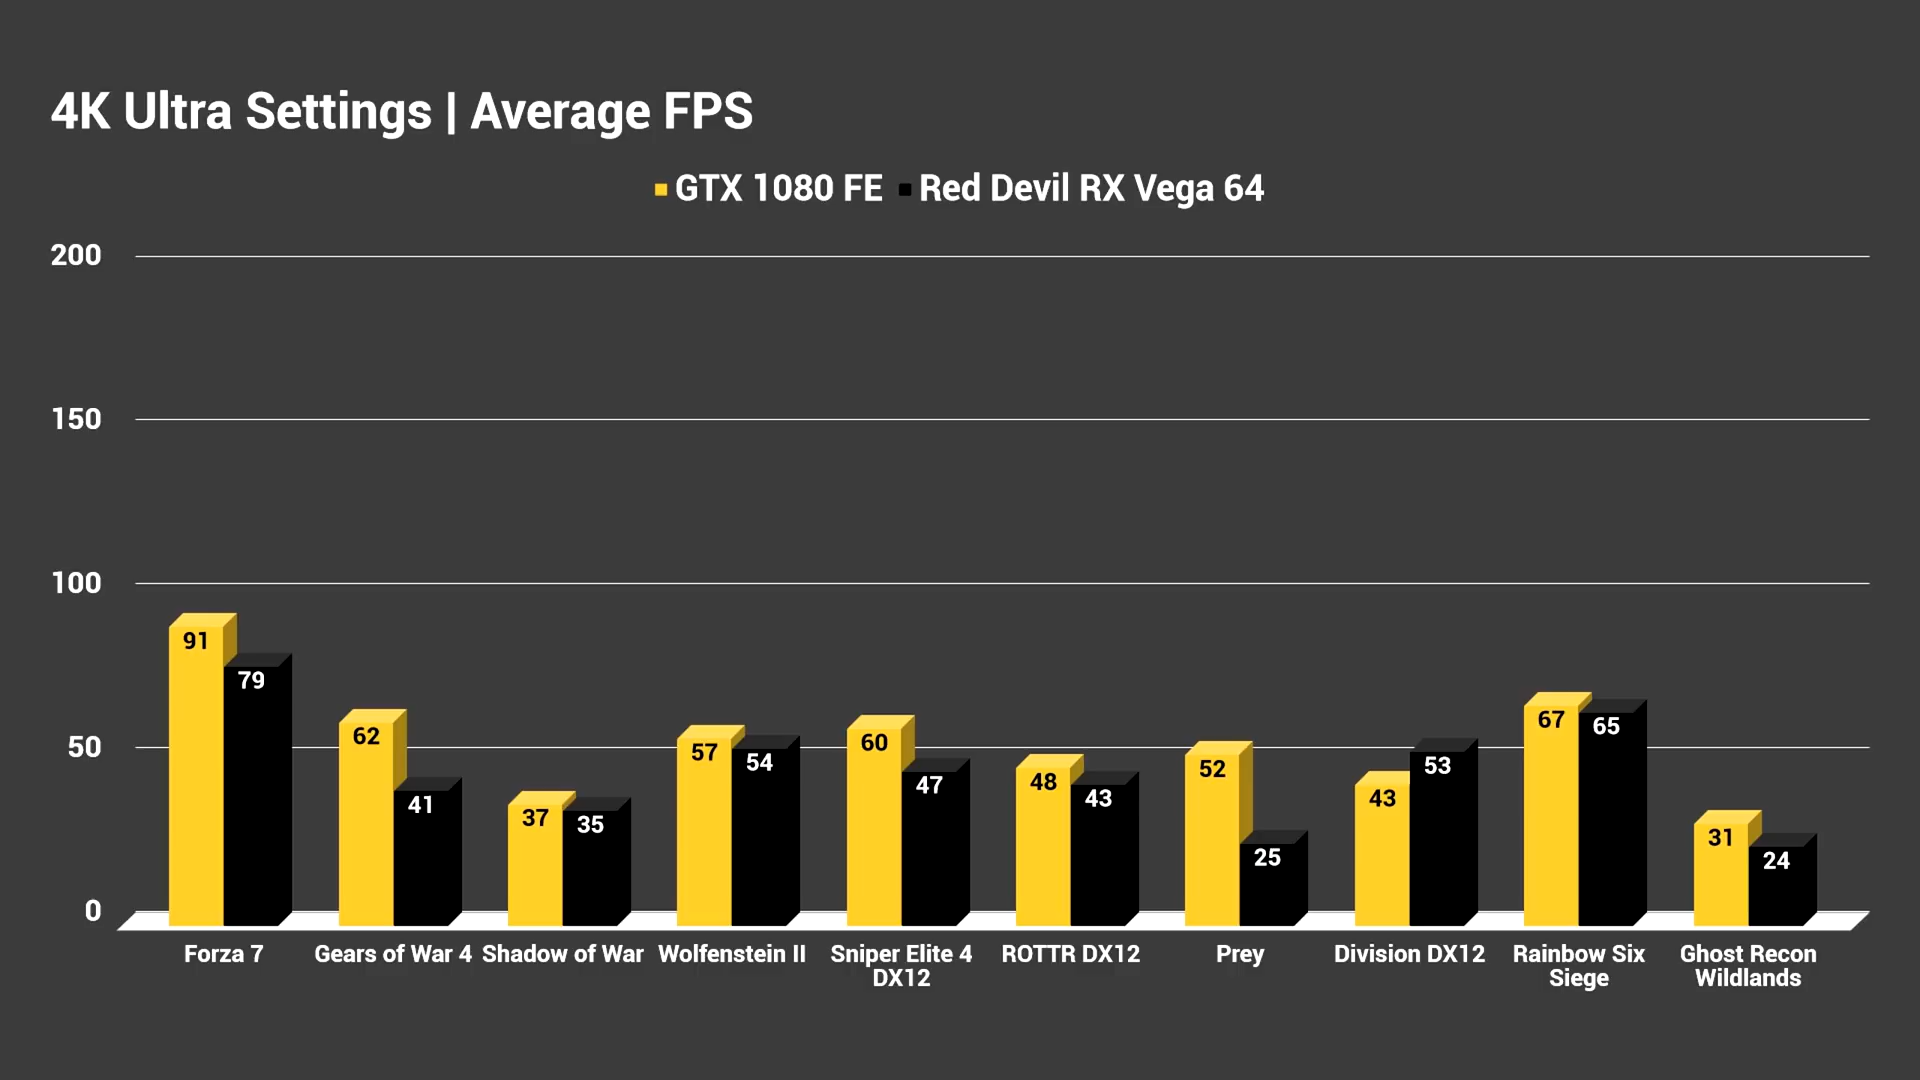 4K Ultra Settings | Average FPS
GTX 1080 FE Red Devil RX Vega 64
200
150
100
50
0
91 79
62 41
37 35
57 54
60 47
48 43
52 25
43 53
67 65
31 24
Forza 7
Gears of War 4
Shadow of War
Wolfenstein II
Sniper Elite 4
DX12
ROTTR DX12
Prey
Division DX12
Rainbow Six
Siege
Ghost Recon
Wildlands